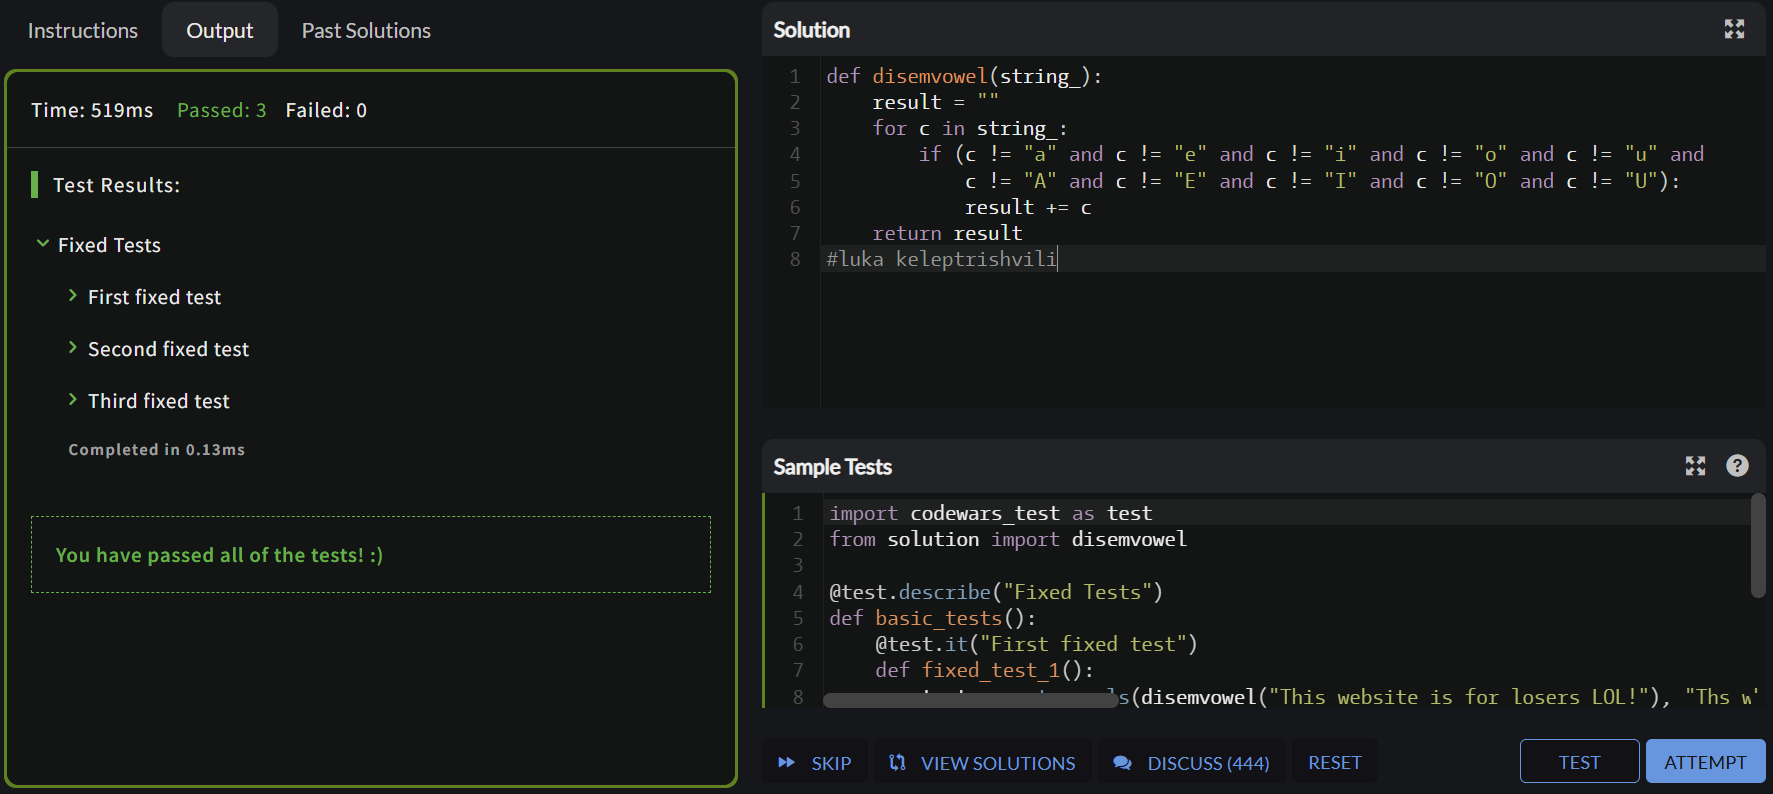 Instructions
Output
Past Solutions
Time: 519ms Passed: 3 Failed: 0
Test Results:
Fixed Tests
First fixed test
Second fixed test
Third fixed test
Completed in 0.13ms
You have passed all of the tests! :)
Solution
1 def disemvowel(string_):
2     result = ""
3     for c in string_:
4         if (c != "a" and c != "e" and c != "i" and c != "o" and c != "u" and
5             c != "A" and c != "E" and c != "I" and c != "O" and c != "U"):
6             result += c
7     return result
8 #luka keleptrishvili
Sample Tests
?
1 import codewars_test as test
2 from solution import disemvowel
3
4 @test.describe("Fixed Tests")
5 def basic_tests():
6     @test.it("First fixed test")
7     def fixed_test_1():
8 s(disemvowel("This website is for losers LOL!"), "Ths w
SKIP
VIEW SOLUTIONS
DISCUSS (444)
RESET
TEST
ATTEMPT